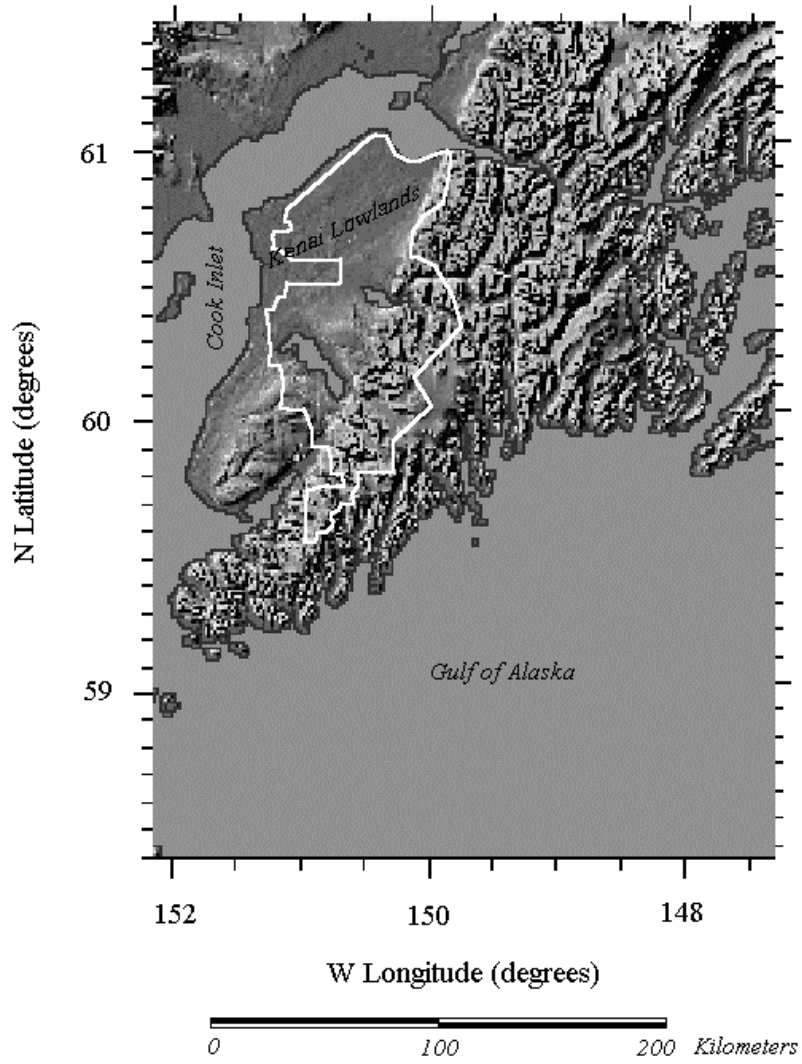 61
Kenai Lowlands
Cook Inlet
N Latitude (degrees)
60
Gulf of Alaska
59
152 150 148
W Longitude (degrees)
0 100 200 Kilometers